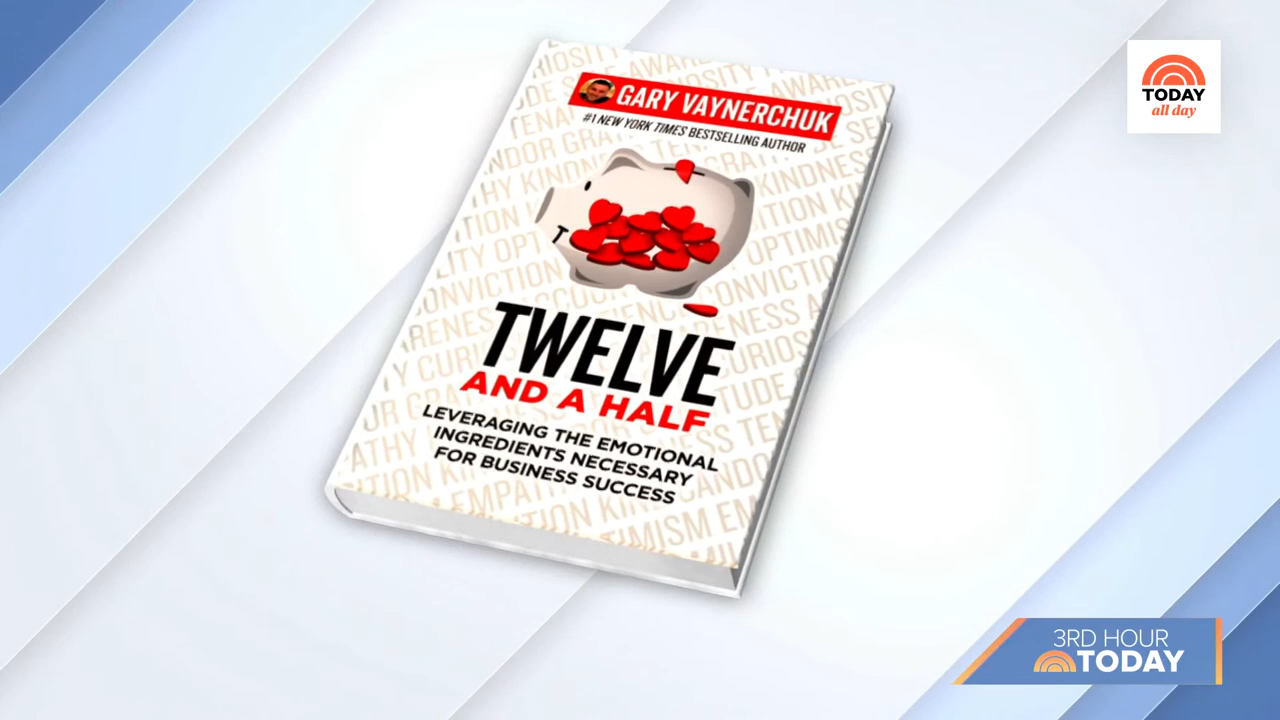 GARY VAYNERCHUK
#1 NEW YORK TIMES BESTSELLING AUTHOR
TWELVE
AND A HALF
LEVERAGING THE EMOTIONAL
INGREDIENTS NECESSARY
FOR BUSINESS SUCCESS
TODAY
all day
3RD HOUR
TODAY